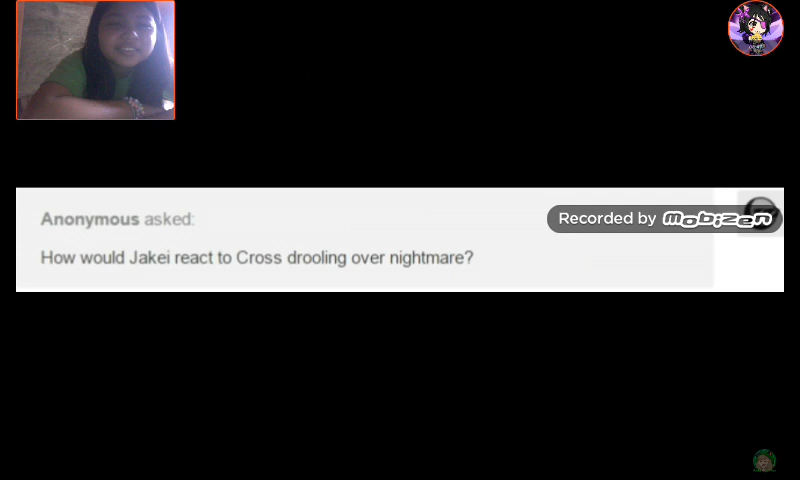 Anonymous asked:
Recorded by mobizen
How would Jakei react to Cross drooling over nightmare?